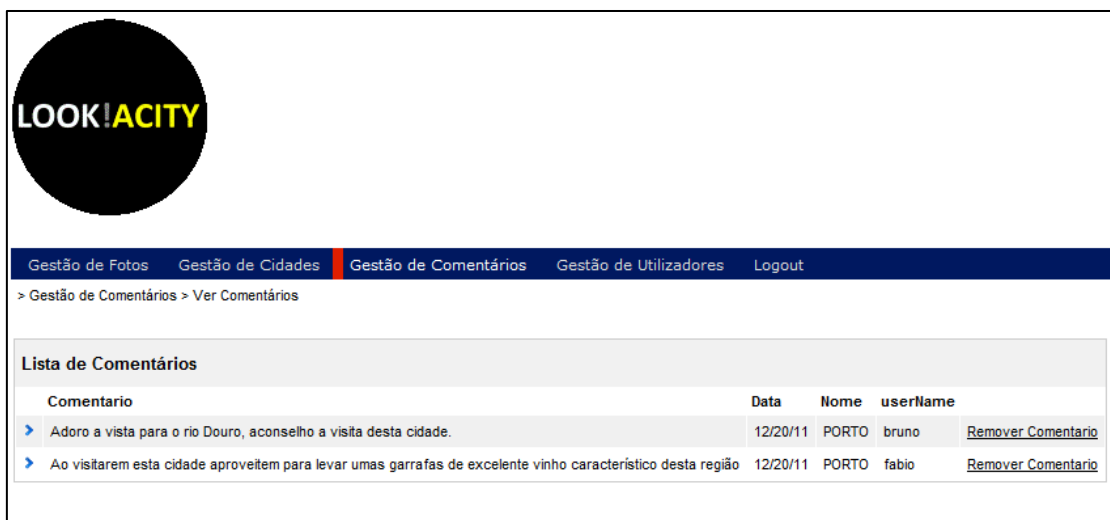 LOOK!ACITY
Gestão de Fotos Gestão de Cidades Gestão de Comentários Gestão de Utilizadores Logout
> Gestão de Comentários > Ver Comentários
Lista de Comentários
Comentario Data Nome userName
Adoro a vista para o rio Douro, aconselho a visita desta cidade. 12/20/11 PORTO bruno Remover Comentario
Ao visitarem esta cidade aproveitem para levar umas garrafas de excelente vinho característico desta região 12/20/11 PORTO fabio Remover Comentario